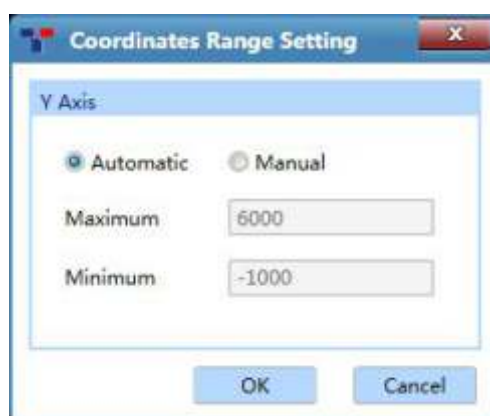 Coordinates Range Setting
Y Axis
Automatic Manual
Maximum 6000
Minimum -1000
OK Cancel